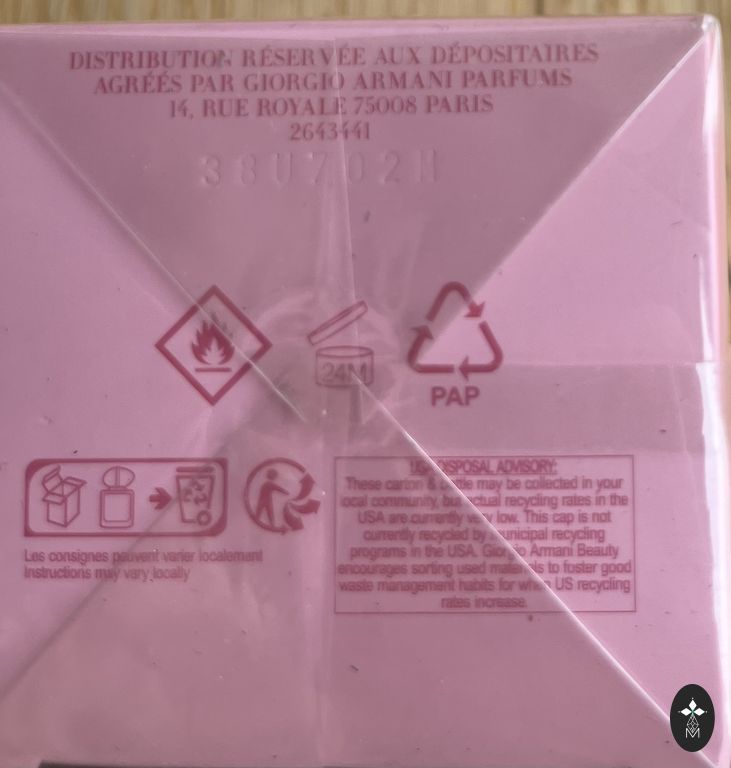 DISTRIBUTION RÉSERVÉE AUX DÉPOSITAIRES
AGRÉÉS PAR GIORGIO ARMANI PARFUMS
14, RUE ROYALE 75008 PARIS
2643441
38U702N
24M
PAP
Les consignes peuvent varier localement
Instructions may vary locally
USA DISPOSAL ADVISORY:
These carton & bottle may be collected in your
local community, but actual recycling rates in the
USA are currently very low. This cap is not
currently recycled by municipal recycling
programs in the USA. Giorgio Armani Beauty
encourages sorting used materials to foster good
waste management habits for when US recycling
rates increase.